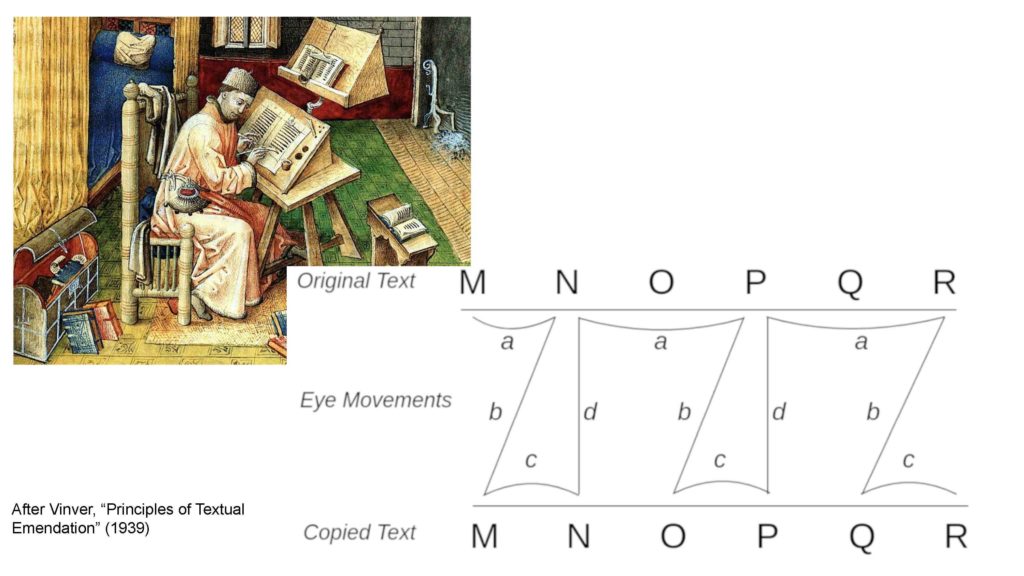 Original Text M N O P Q R
a a a
Eye Movements
b d b d b
c c c
After Vinver, “Principles of Textual
Emendation” (1939)
Copied Text M N O P Q R